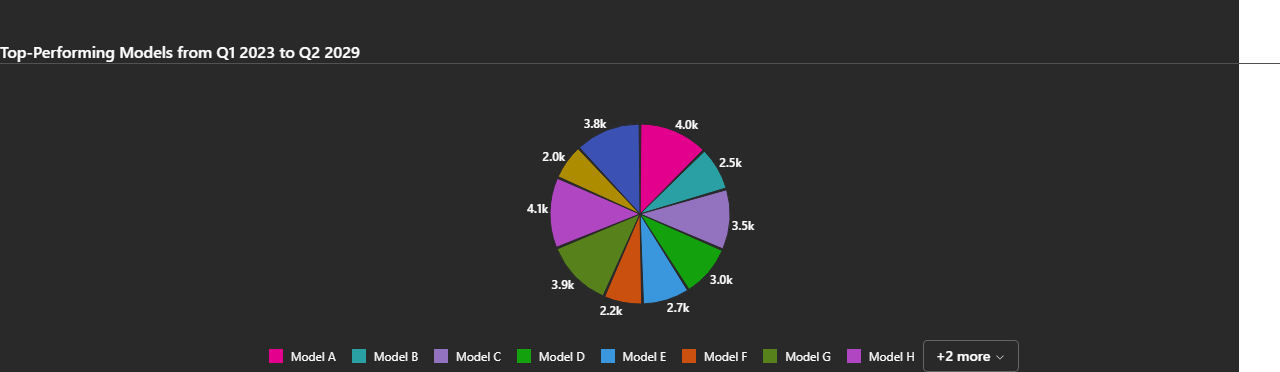 Top-Performing Models from Q1 2023 to Q2 2029
3.8k
4.0k
2.0k
2.5k
4.1k
3.5k
3.9k
3.0k
2.2k
2.7k
Model A
Model B
Model C
Model D
Model E
Model F
Model G
Model H
+2 more